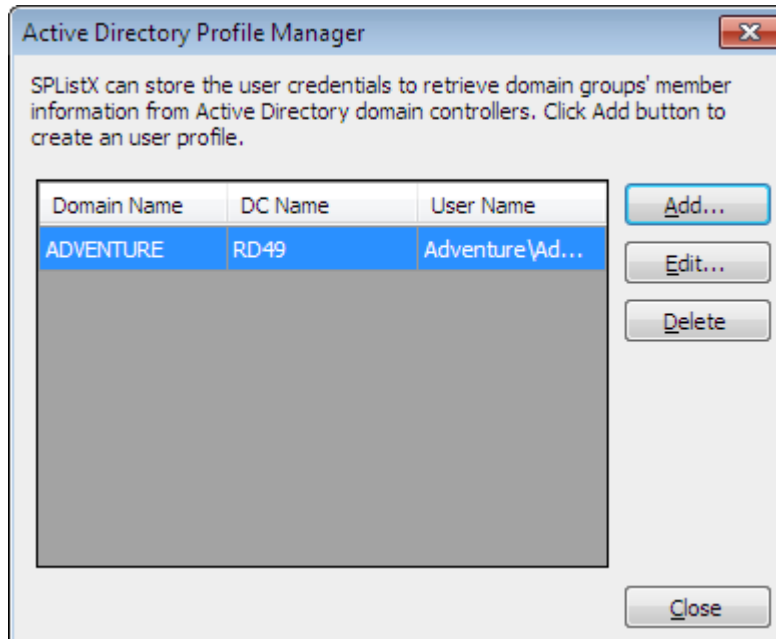 Active Directory Profile Manager
SPListX can store the user credentials to retrieve domain groups' member
information from Active Directory domain controllers. Click Add button to
create an user profile.
Domain Name DC Name User Name
ADVENTURE RD49 Adventure\Ad...
Add...
Edit...
Delete
Close